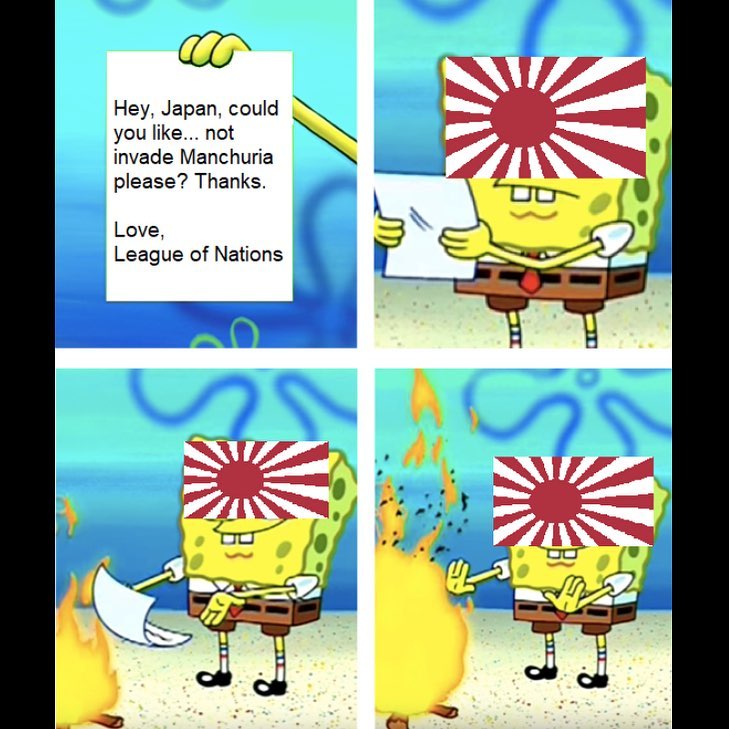 Hey, Japan, could
you like... not
invade Manchuria
please? Thanks.
Love,
League of Nations